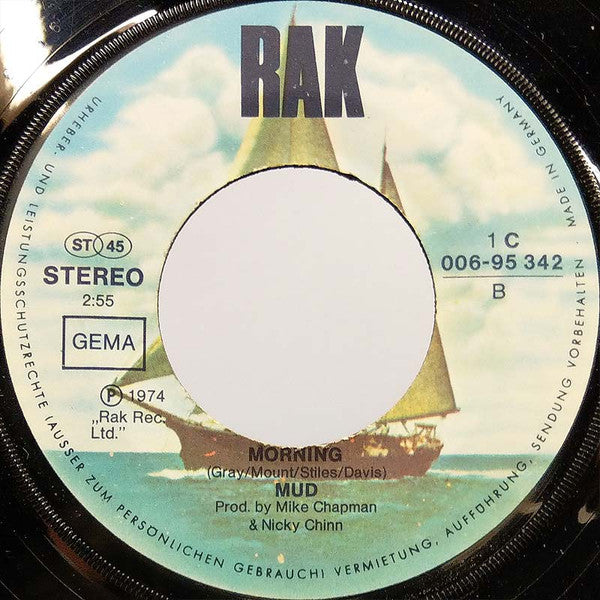 RAK
ST 45
STEREO
2:55
GEMA
Ⓟ 1974
„Rak Rec.
Ltd.”
1 C
006-95 342
B
MORNING
(Gray/Mount/Stiles/Davis)
MUD
Prod. by Mike Chapman
& Nicky Chinn
URHEBER- UND LEISTUNGSSCHUTZRECHTE (AUSSER ZUM PERSÖNLICHEN GEBRAUCH) VERMIETUNG, AUFFÜHRUNG, SENDUNG VORBEHALTEN · MADE IN GERMANY